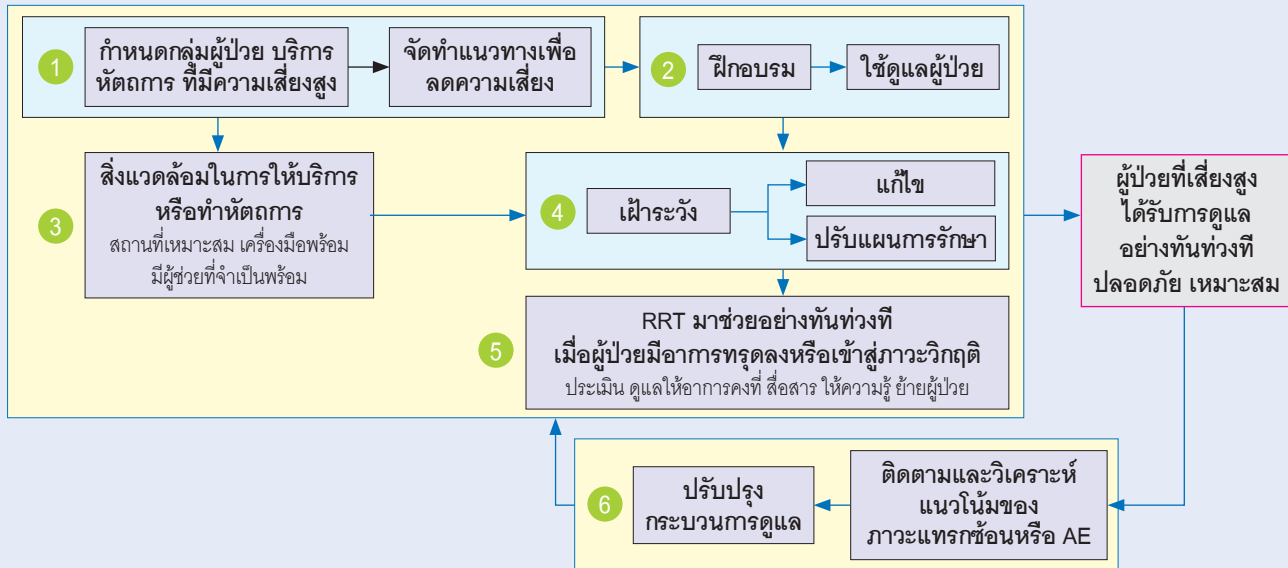 1
กำหนดกลุ่มผู้ป่วย บริการ
หัตถการ ที่มีความเสี่ยงสูง
จัดทำแนวทางเพื่อ
ลดความเสี่ยง
2
ฝึกอบรม
ใช้ดูแลผู้ป่วย
3
สิ่งแวดล้อมในการให้บริการ
หรือทำหัตถการ
สถานที่เหมาะสม เครื่องมือพร้อม
มีผู้ช่วยที่จำเป็นพร้อม
4
เฝ้าระวัง
แก้ไข
ปรับแผนการรักษา
5
RRT มาช่วยอย่างทันท่วงที
เมื่อผู้ป่วยมีอาการทรุดลงหรือเข้าสู่ภาวะวิกฤติ
ประเมิน ดูแลให้อาการคงที่ สื่อสาร ให้ความรู้ ย้ายผู้ป่วย
ผู้ป่วยที่เสี่ยงสูง
ได้รับการดูแล
อย่างทันท่วงที
ปลอดภัย เหมาะสม
6
ปรับปรุง
กระบวนการดูแล
ติดตามและวิเคราะห์
แนวโน้มของ
ภาวะแทรกซ้อนหรือ AE